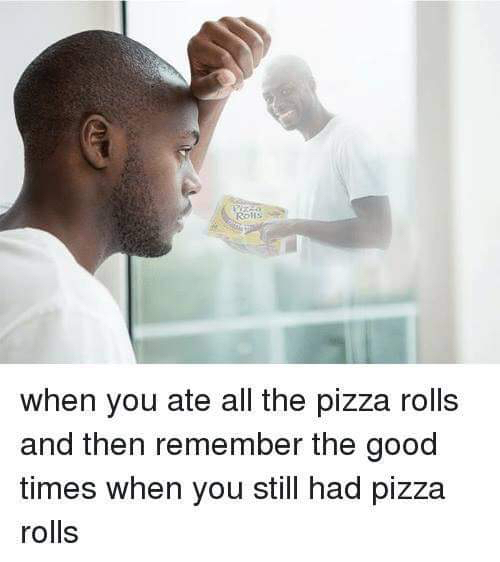 Pizza
Rolls
when you ate all the pizza rolls
and then remember the good
times when you still had pizza
rolls